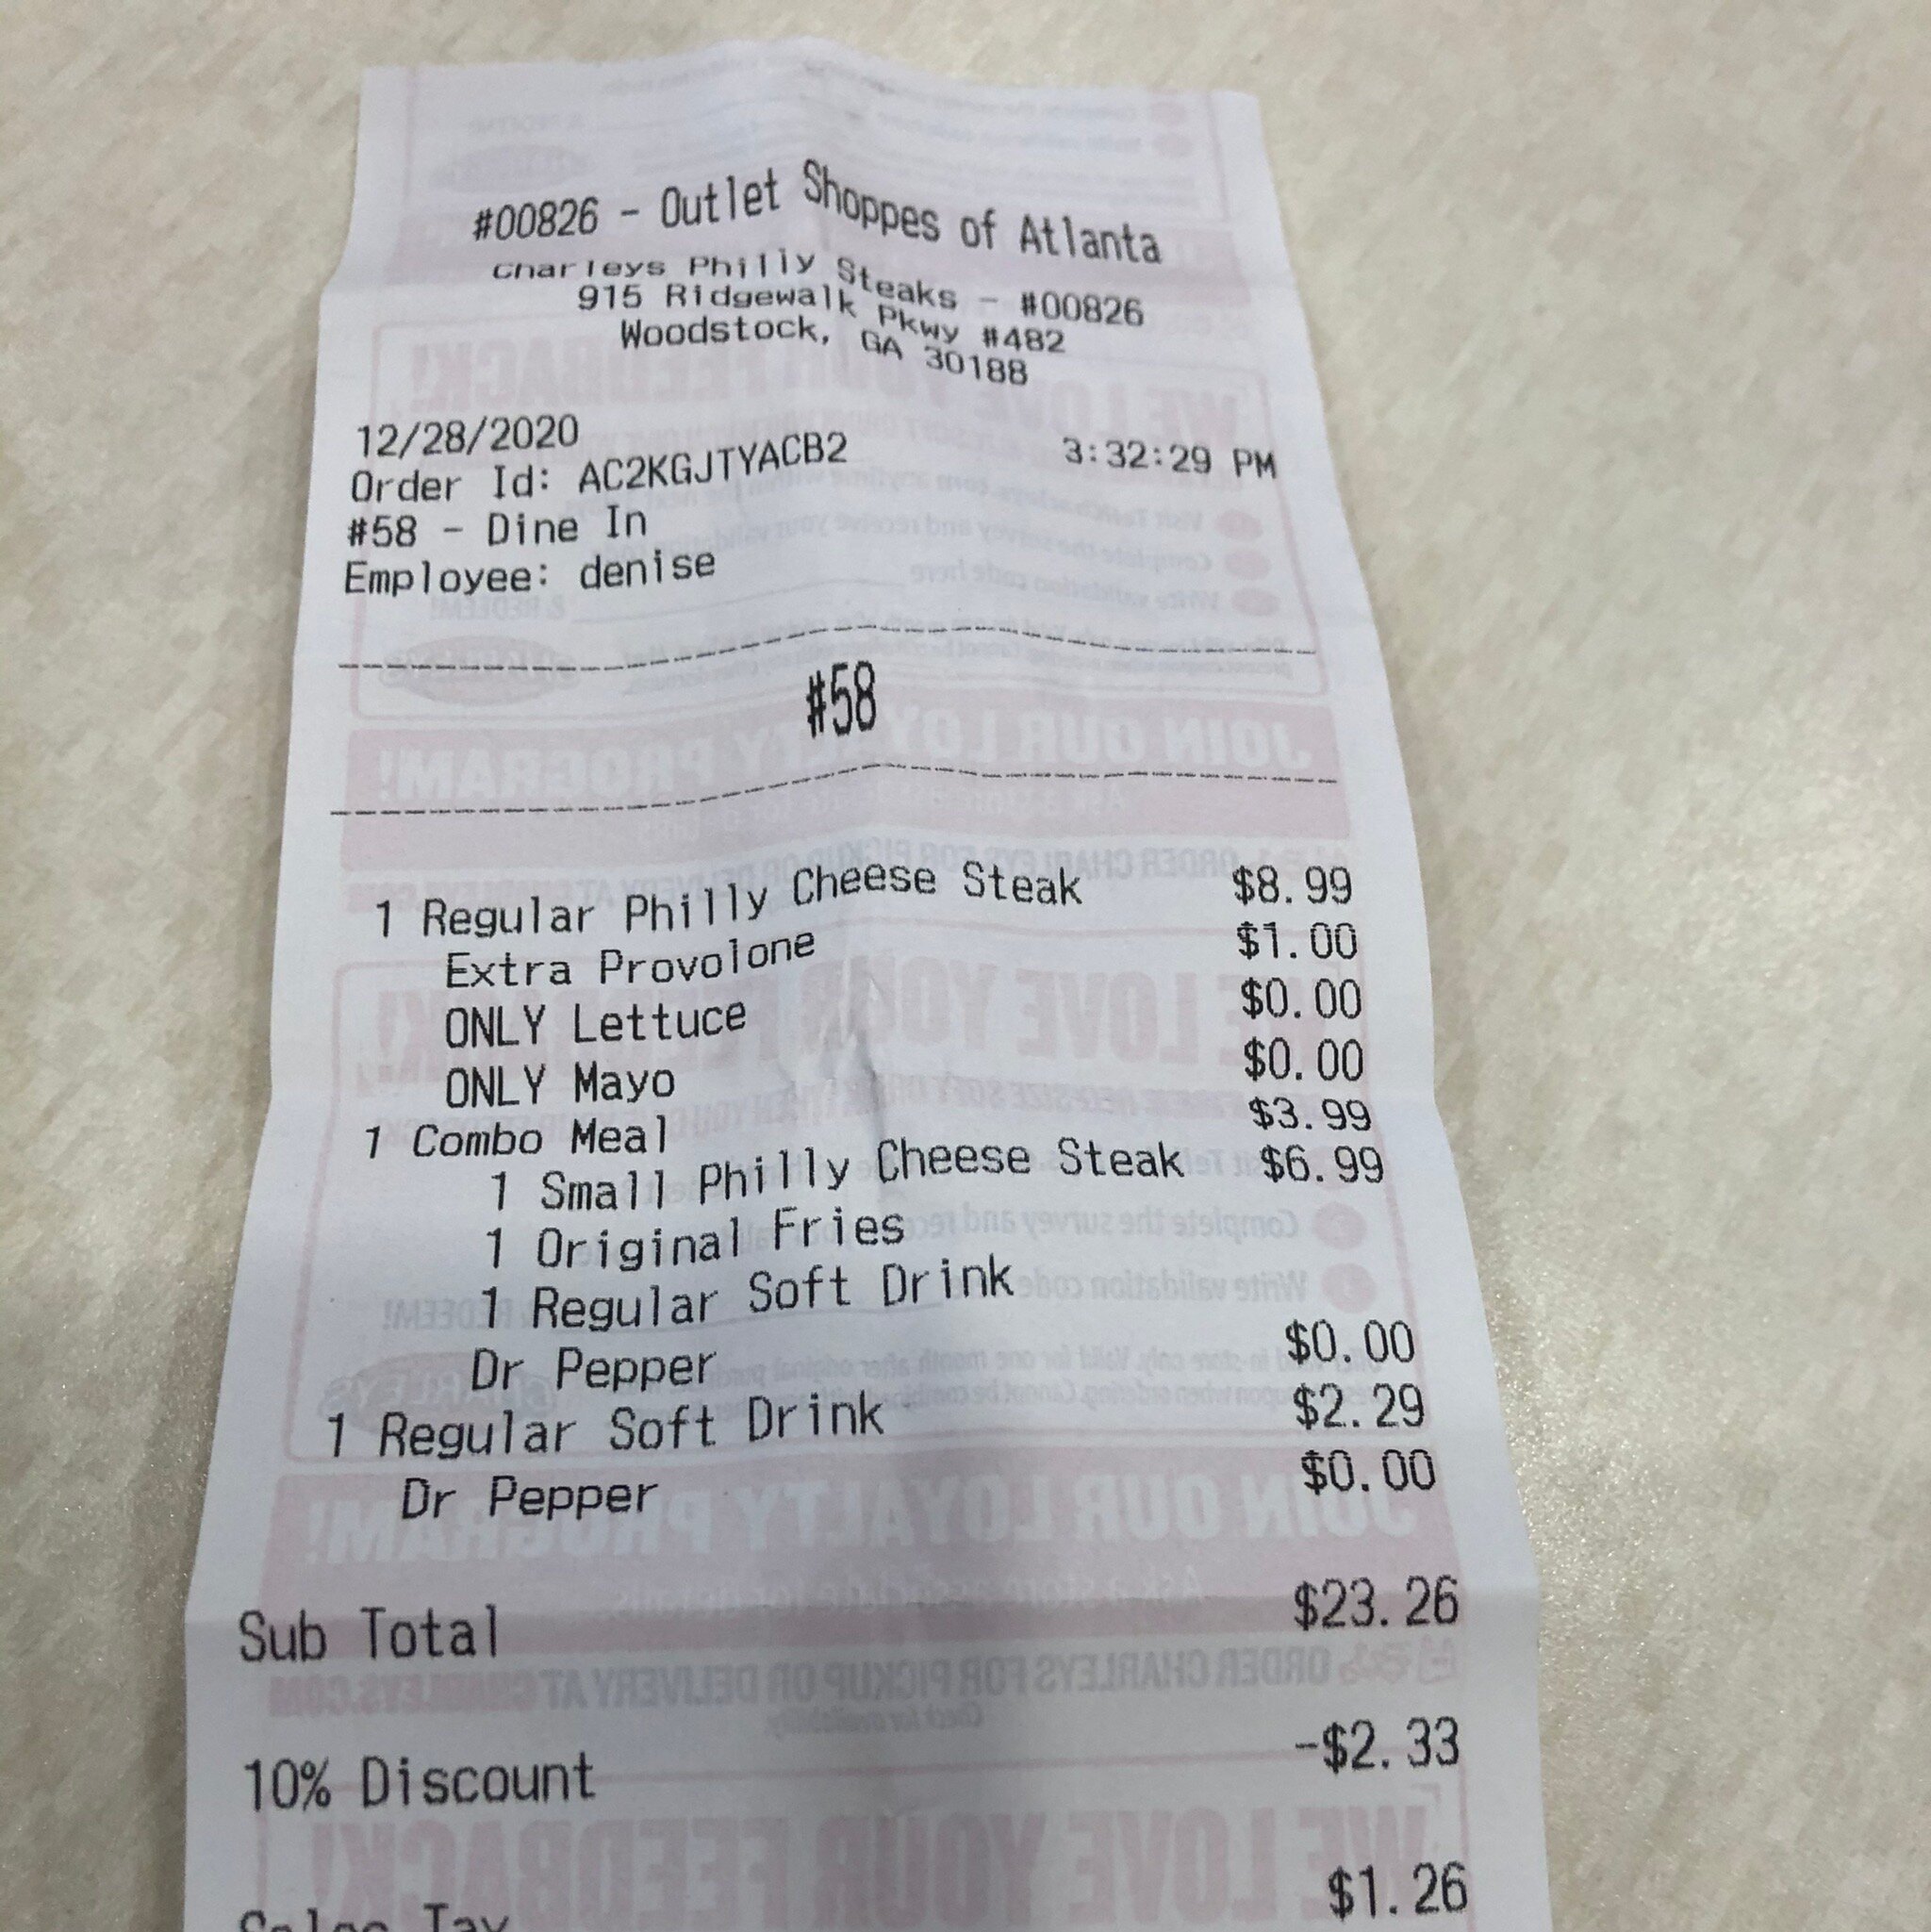 #00826 - Outlet Shoppes of Atlanta
Charleys Philly Steaks - #00826
915 Ridgewalk Pkwy #482
Woodstock, GA 30188
12/28/2020 3:32:29 PM
Order Id: AC2KGJTYACB2
#58 - Dine In
Employee: denise
#58
1 Regular Philly Cheese Steak $8.99
Extra Provolone $1.00
ONLY Lettuce $0.00
ONLY Mayo $0.00
1 Combo Meal $3.99
1 Small Philly Cheese Steak $6.99
1 Original Fries
1 Regular Soft Drink
Dr Pepper $0.00
1 Regular Soft Drink $2.29
Dr Pepper $0.00
Sub Total $23.26
10% Discount -$2.33
Sales Tax $1.26